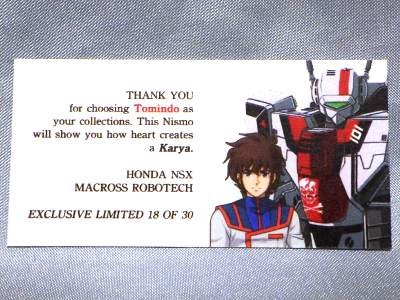 THANK YOU
for choosing Tomindo as
your collections. This Nismo
will show you how heart creates
a Karya.
HONDA NSX
MACROSS ROBOTECH
EXCLUSIVE LIMITED 18 OF 30
101